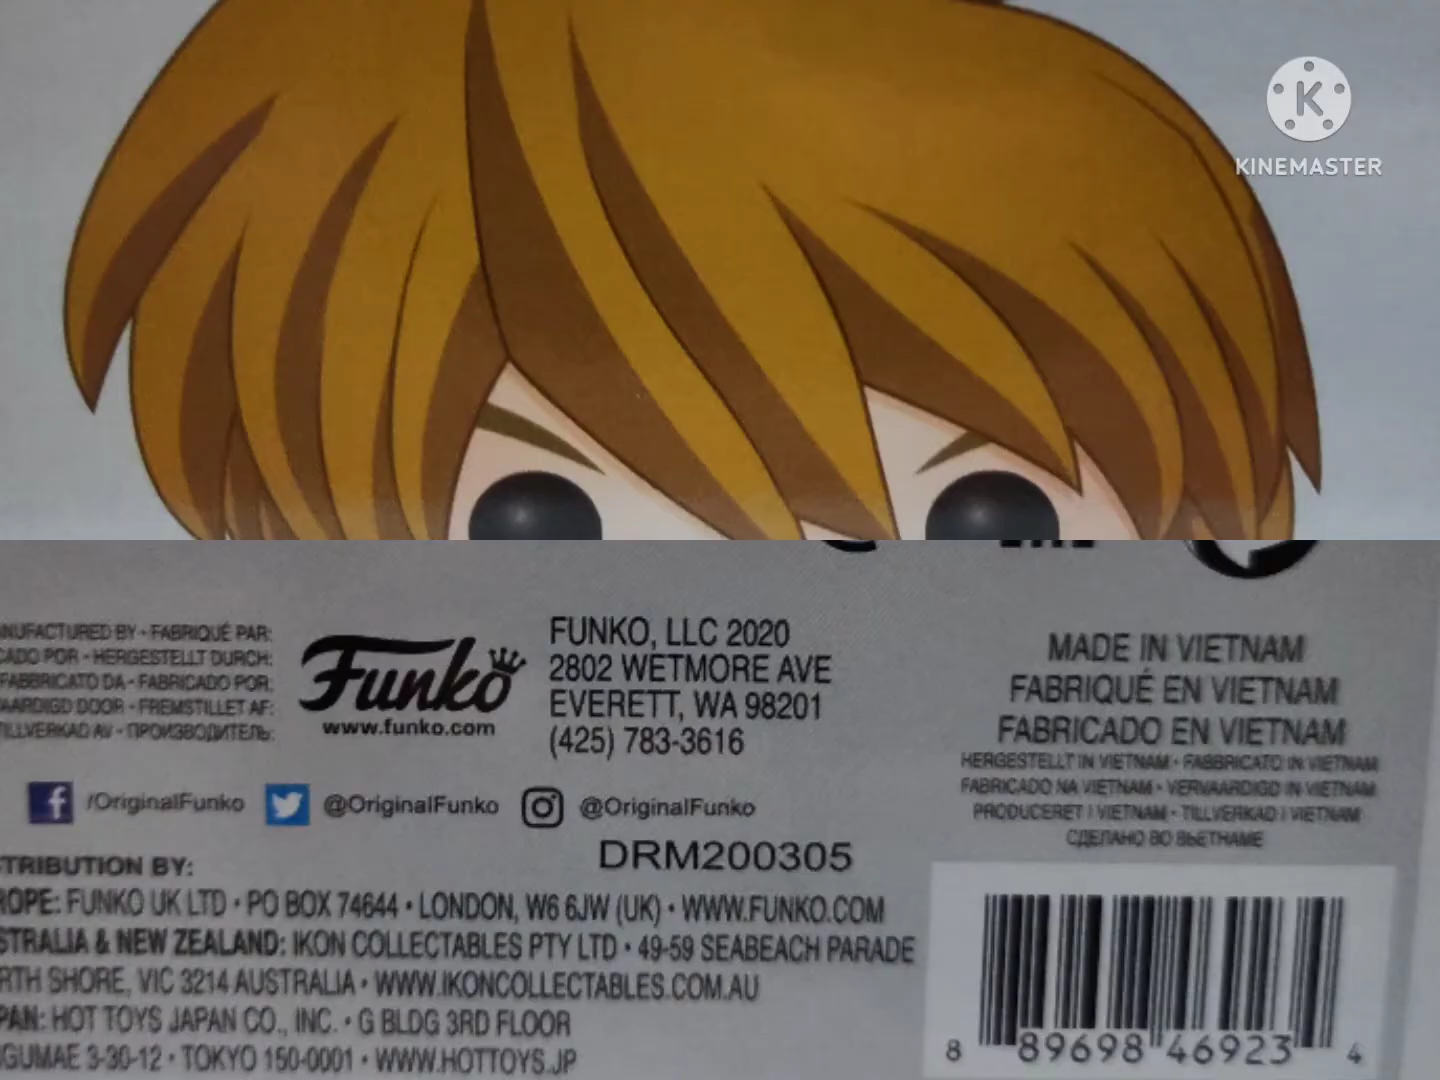 KINEMASTER
ANUFACTURED BY • FABRIQUÉ PAR:
CADO POR • HERGESTELLT DURCH:
FABBRICATO DA • FABRICADO POR:
AARDIGD DOOR • FREMSTILLET AF:
TILLVERKAD AV • ПРОИЗВОДИТЕЛЬ:
Funko
www.funko.com
FUNKO, LLC 2020
2802 WETMORE AVE
EVERETT, WA 98201
(425) 783-3616
MADE IN VIETNAM
FABRIQUÉ EN VIETNAM
FABRICADO EN VIETNAM
HERGESTELLT IN VIETNAM • FABBRICATO IN VIETNAM
FABRICADO NA VIETNAM • VERVAARDIGD IN VIETNAM
PRODUCERET I VIETNAM • TILLVERKAD I VIETNAM
СДЕЛАНО ВО ВЬЕТНАМЕ
/OriginalFunko @OriginalFunko @OriginalFunko
DRM200305
STRIBUTION BY:
ROPE: FUNKO UK LTD • PO BOX 74644 • LONDON, W6 6JW (UK) • WWW.FUNKO.COM
STRALIA & NEW ZEALAND: IKON COLLECTABLES PTY LTD • 49-59 SEABEACH PARADE
RTH SHORE, VIC 3214 AUSTRALIA • WWW.IKONCOLLECTABLES.COM.AU
PAN: HOT TOYS JAPAN CO., INC. • G BLDG 3RD FLOOR
GUMAE 3-30-12 • TOKYO 150-0001 • WWW.HOTTOYS.JP
8 89698 46923 4